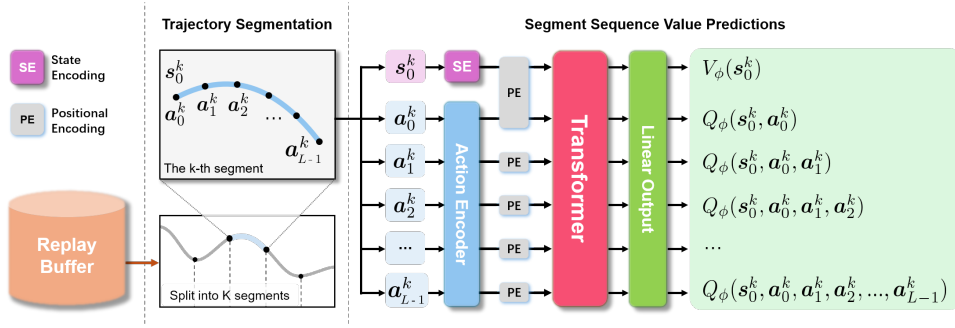 Trajectory Segmentation
Segment Sequence Value Predictions
SE
State
Encoding
PE
Positional
Encoding
Replay
Buffer
s_0^k
a_0^k
a_1^k
a_2^k
...
a_{L-1}^k
The k-th segment
Split into K segments
s_0^k
a_0^k
a_1^k
a_2^k
...
a_{L-1}^k
SE
Action Encoder
PE
PE
PE
PE
PE
Transformer
Linear Output
V_ϕ(s_0^k)
Q_ϕ(s_0^k, a_0^k)
Q_ϕ(s_0^k, a_0^k, a_1^k)
Q_ϕ(s_0^k, a_0^k, a_1^k, a_2^k)
...
Q_ϕ(s_0^k, a_0^k, a_1^k, a_2^k, ..., a_{L-1}^k)